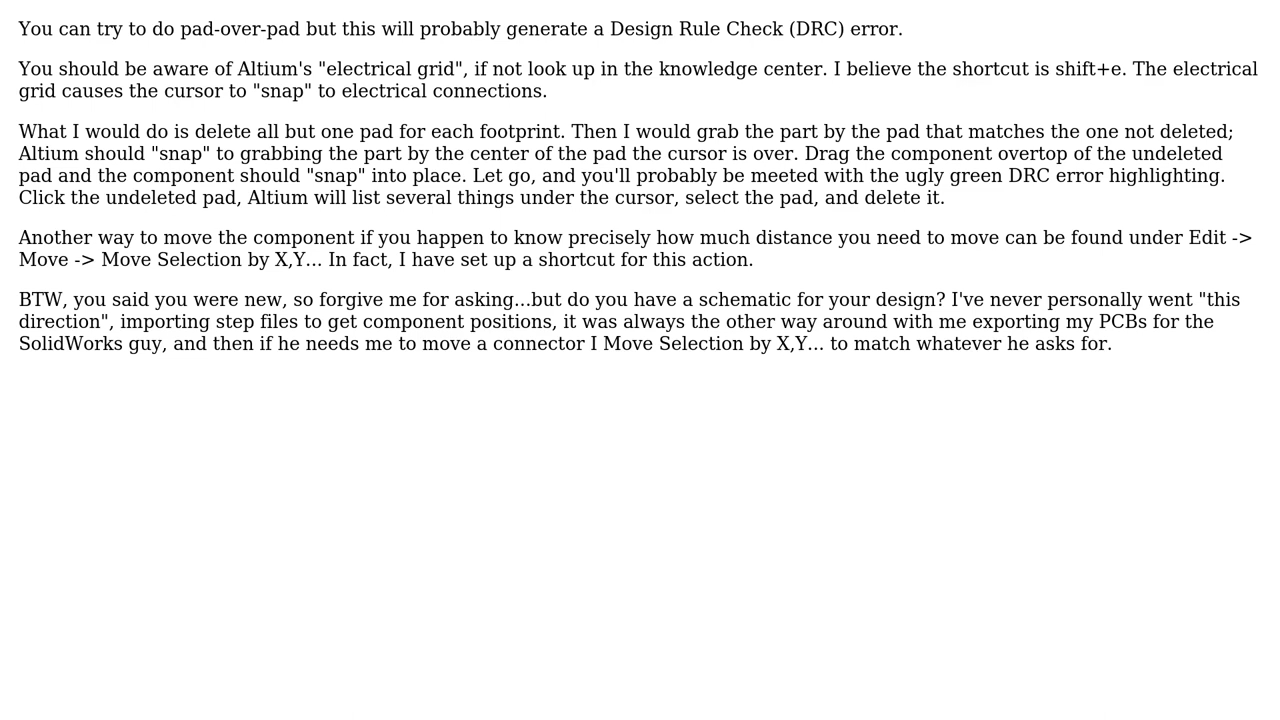 You can try to do pad-over-pad but this will probably generate a Design Rule Check (DRC) error.
You should be aware of Altium's "electrical grid", if not look up in the knowledge center. I believe the shortcut is shift+e. The electrical
grid causes the cursor to "snap" to electrical connections.
What I would do is delete all but one pad for each footprint. Then I would grab the part by the pad that matches the one not deleted;
Altium should "snap" to grabbing the part by the center of the pad the cursor is over. Drag the component overtop of the undeleted
pad and the component should "snap" into place. Let go, and you'll probably be meeted with the ugly green DRC error highlighting.
Click the undeleted pad, Altium will list several things under the cursor, select the pad, and delete it.
Another way to move the component if you happen to know precisely how much distance you need to move can be found under Edit ->
Move -> Move Selection by X,Y... In fact, I have set up a shortcut for this action.
BTW, you said you were new, so forgive me for asking...but do you have a schematic for your design? I've never personally went "this
direction", importing step files to get component positions, it was always the other way around with me exporting my PCBs for the
SolidWorks guy, and then if he needs me to move a connector I Move Selection by X,Y... to match whatever he asks for.